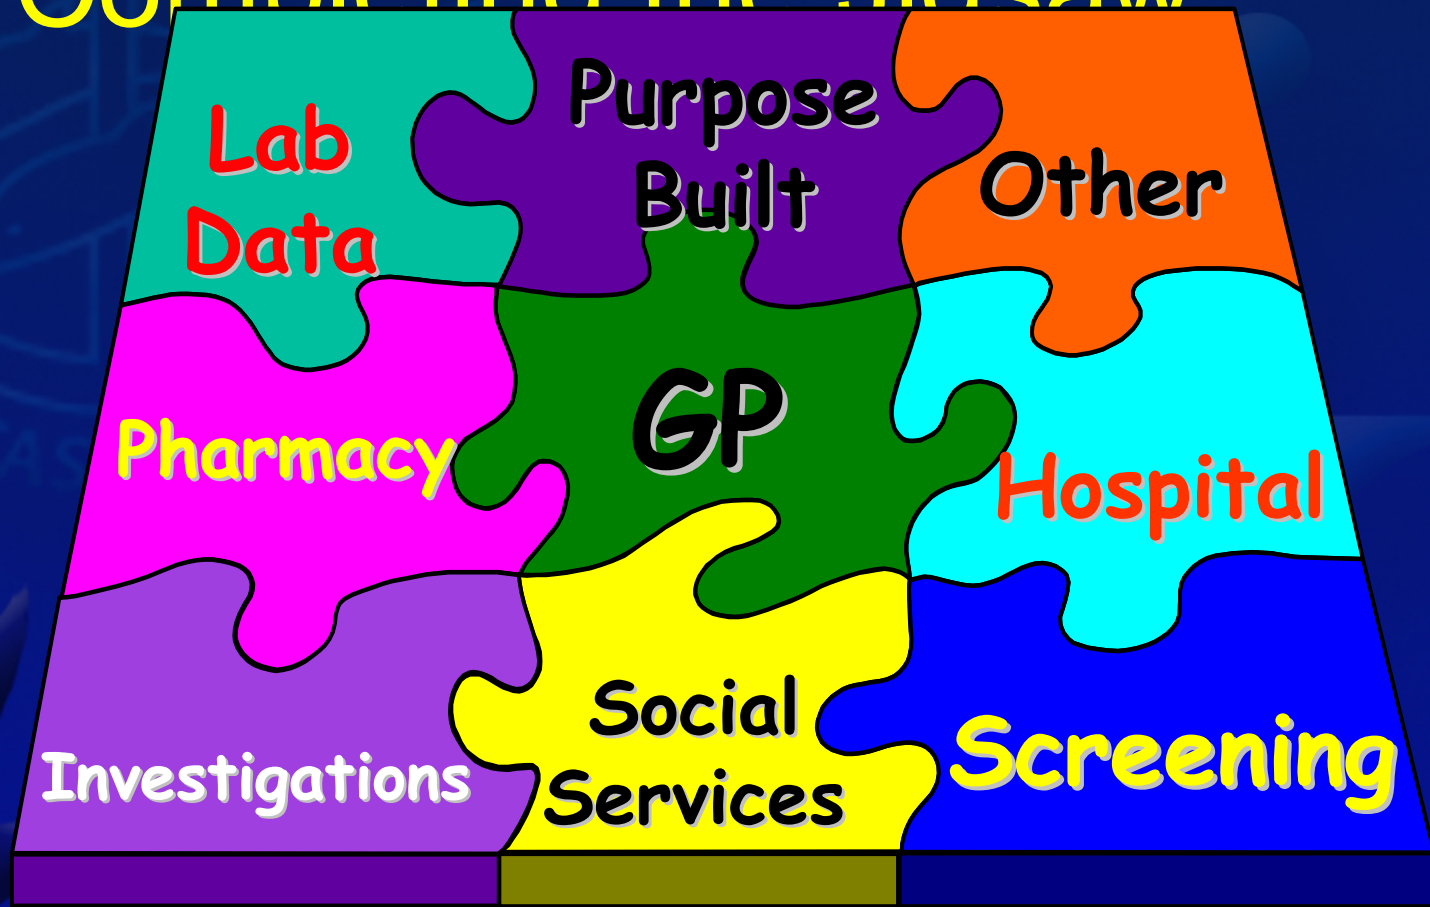 Lab
Data
Purpose
Built
Other
Pharmacy
GP
Hospital
Investigations
Social
Services
Screening